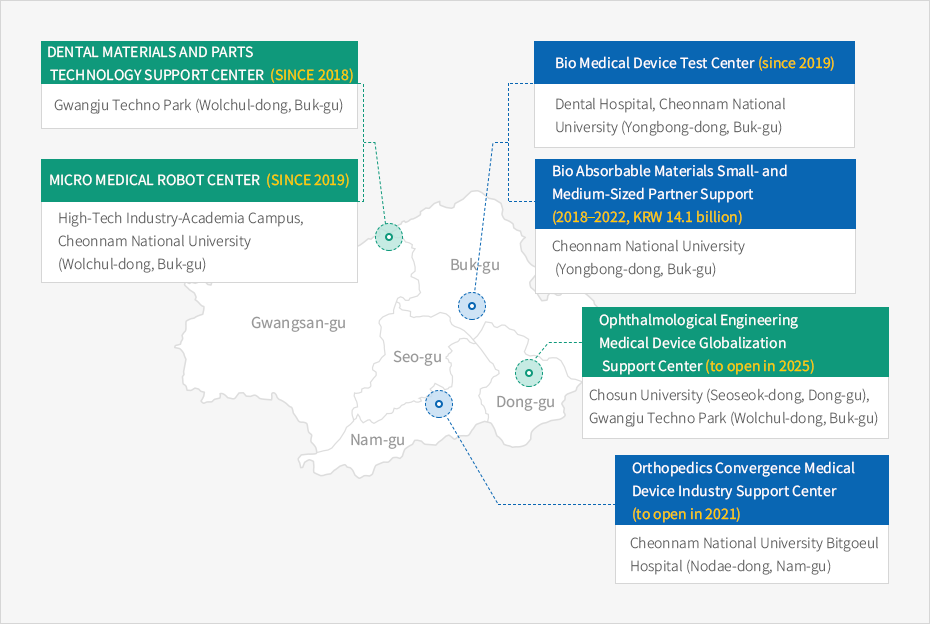 DENTAL MATERIALS AND PARTS
TECHNOLOGY SUPPORT CENTER (SINCE 2018)
Gwangju Techno Park (Wolchul-dong, Buk-gu)
MICRO MEDICAL ROBOT CENTER (SINCE 2019)
High-Tech Industry-Academia Campus,
Cheonnam National University
(Wolchul-dong, Buk-gu)
Bio Medical Device Test Center (since 2019)
Dental Hospital, Cheonnam National
University (Yongbong-dong, Buk-gu)
Bio Absorbable Materials Small- and
Medium-Sized Partner Support
(2018–2022, KRW 14.1 billion)
Cheonnam National University
(Yongbong-dong, Buk-gu)
Buk-gu
Gwangsan-gu
Seo-gu
Dong-gu
Nam-gu
Ophthalmological Engineering
Medical Device Globalization
Support Center (to open in 2025)
Chosun University (Seoseok-dong, Dong-gu),
Gwangju Techno Park (Wolchul-dong, Buk-gu)
Orthopedics Convergence Medical
Device Industry Support Center
(to open in 2021)
Cheonnam National University Bitgoeul
Hospital (Nodae-dong, Nam-gu)